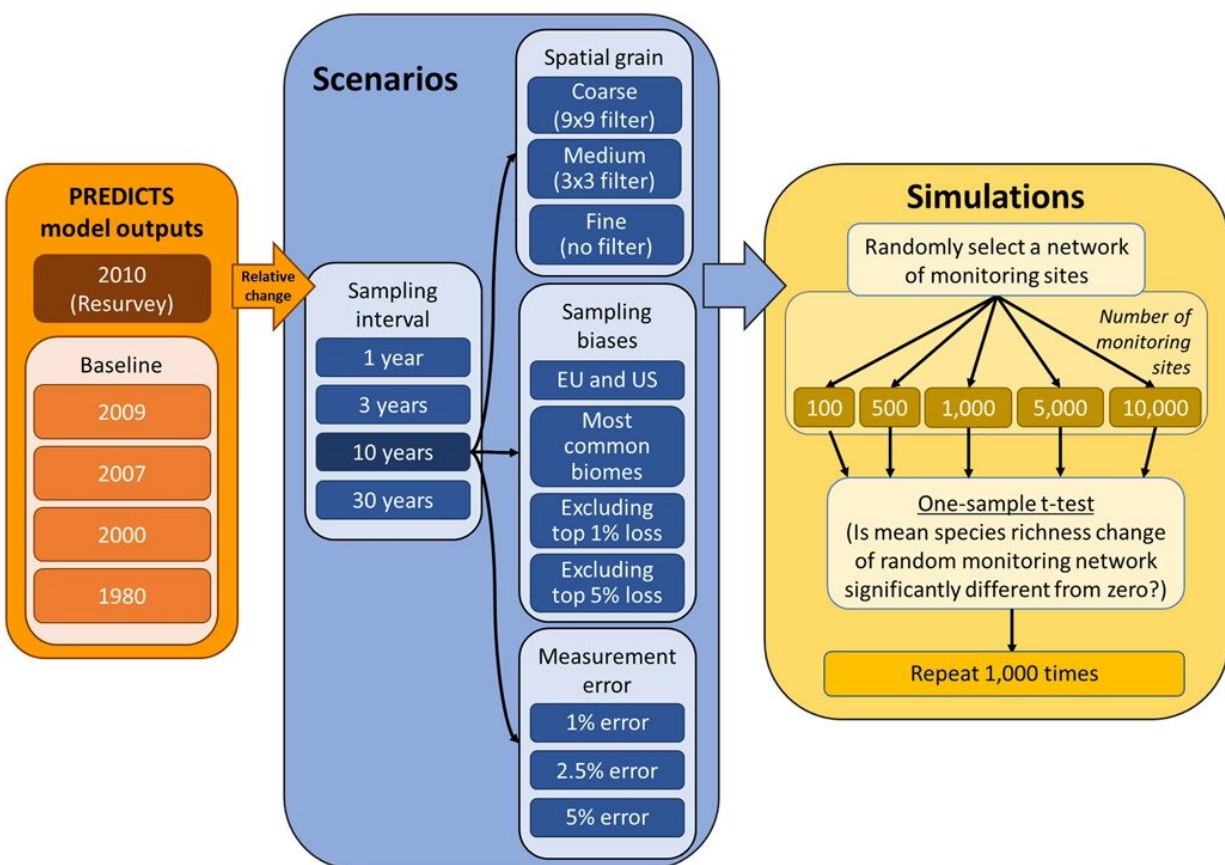 PREDICTS
model outputs
2010
(Resurvey)
Baseline
2009
2007
2000
1980
Relative
change
Scenarios
Sampling
interval
1 year
3 years
10 years
30 years
Spatial grain
Coarse
(9x9 filter)
Medium
(3x3 filter)
Fine
(no filter)
Sampling
biases
EU and US
Most
common
biomes
Excluding
top 1% loss
Excluding
top 5% loss
Measurement
error
1% error
2.5% error
5% error
Simulations
Randomly select a network
of monitoring sites
Number of
monitoring
sites
100
500
1,000
5,000
10,000
One-sample t-test
(Is mean species richness change
of random monitoring network
significantly different from zero?)
Repeat 1,000 times